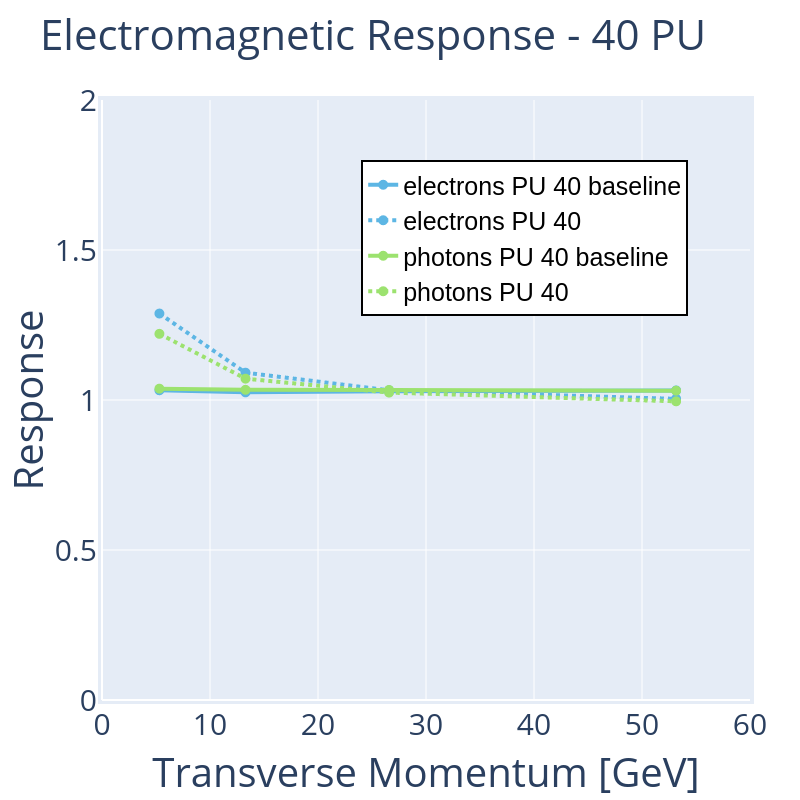 Electromagnetic Response - 40 PU
2
1.5
1
0.5
0
Response
electrons PU 40 baseline
electrons PU 40
photons PU 40 baseline
photons PU 40
0 10 20 30 40 50 60
Transverse Momentum [GeV]